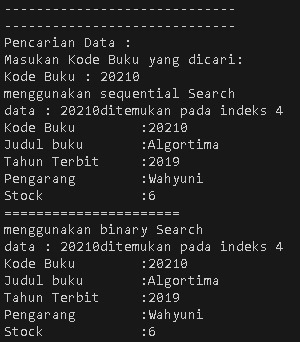 -----------------------------
-----------------------------
Pencarian Data :
Masukan Kode Buku yang dicari:
Kode Buku : 20210
menggunakan sequential Search
data : 20210ditemukan pada indeks 4
Kode Buku       :20210
Judul buku      :Algortima
Tahun Terbit    :2019
Pengarang       :Wahyuni
Stock           :6
======================
menggunakan binary Search
data : 20210ditemukan pada indeks 4
Kode Buku       :20210
Judul buku      :Algortima
Tahun Terbit    :2019
Pengarang       :Wahyuni
Stock           :6